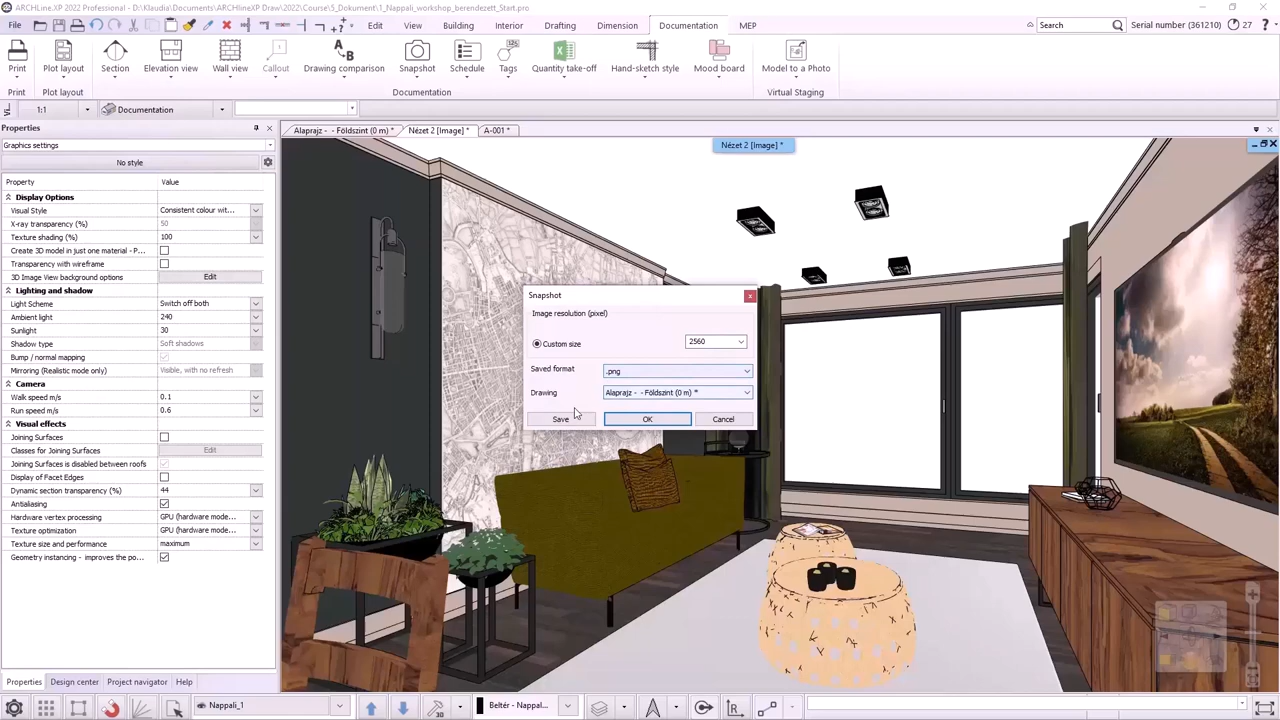 ARCHLine.XP 2022 Professional - D:\Klaudia\Documents\ARCHlineXP Draw\2022\Course\5_Dokument\1_Nappali_workshop_berendezett_Start.pro
File Edit View Building Interior Drafting Dimension Documentation MEP Search Serial number (361210) 27
Print Plot layout Section Elevation view Wall view Callout Drawing comparison Snapshot Schedule Tags Quantity take-off Hand-sketch style Mood board Model to a Photo
Print Plot layout Documentation Virtual Staging
1:1 Documentation
Properties
Alaprajz - - Földszint (0 m) * Nézet 2 [Image] * A-001 *
Graphics settings
Nézet 2 [Image] *
No style
Property Value
Display Options
Visual Style Consistent colour wit...
X-ray transparency (%) 50
Texture shading (%) 100
Create 3D model in just one material - P...
Transparency with wireframe
3D Image View background options Edit
Lighting and shadow
Light Scheme Switch off both
Ambient light 240
Sunlight 30
Shadow type Soft shadows
Bump / normal mapping
Mirroring (Realistic mode only) Visible, with no refresh
Camera
Walk speed m/s 0.1
Run speed m/s 0.6
Visual effects
Joining Surfaces
Classes for Joining Surfaces Edit
Joining Surfaces is disabled between roofs
Display of Facet Edges
Dynamic section transparency (%) 44
Antialiasing
Hardware vertex processing GPU (hardware mode...
Texture optimization GPU (hardware mode...
Texture size and performance maximum
Geometry instancing - improves the po...
Snapshot
Image resolution (pixel)
Custom size 2560
Saved format .png
Drawing Alaprajz - - Földszint (0 m) *
Save OK Cancel
Properties Design center Project navigator Help
Nappali_1 30 Beltér - Nappal...